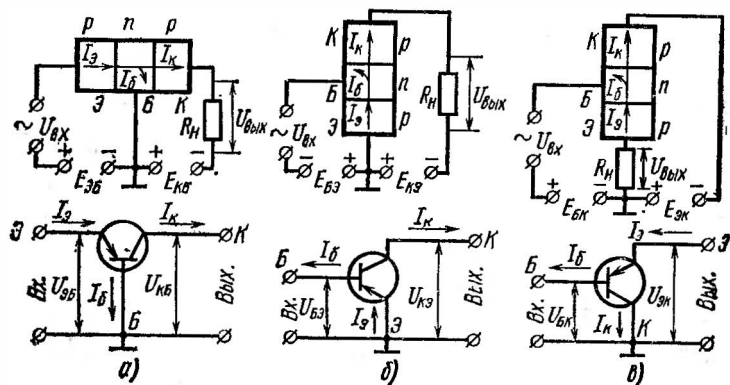 p n p
Iэ Iк
Iб
Э Б К
~ Uвх
Rн Uвых
+ − + −
Eэб Eкб
К Iк p
Б Iб n
Э Iэ p
Rн Uвых
~ Uвх
− + + −
Eбэ Eкэ
К Iк p
Б Iб n
Э Iэ p
~ Uвх
Rн Uвых
+ − + −
Eбк Eэк
Э Iэ Iк К
Вх. Uэб Iб Uкб Вых.
Б
а)
Iк К
Б Iб
Вх. Uбэ Iэ Uкэ Вых.
Э
б)
Iэ Э
Б Iб
Вх. Uбк Iк Uэк Вых.
К
в)